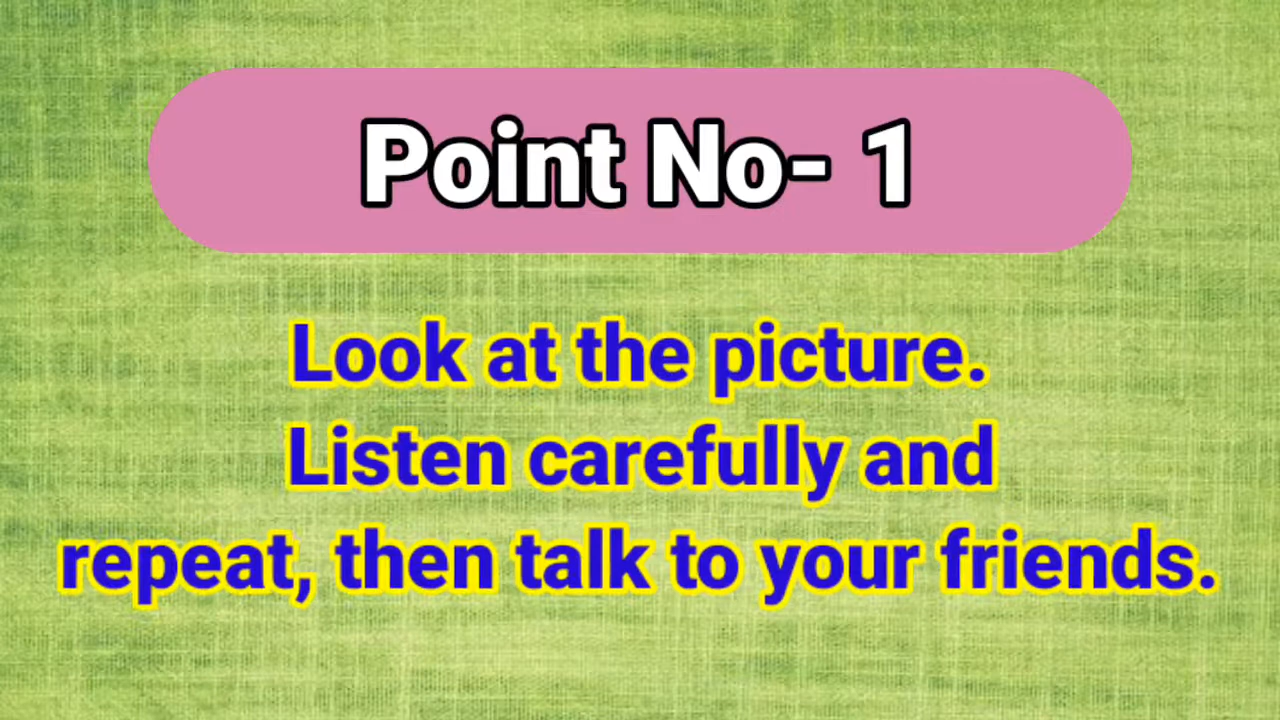 Point No- 1
Look at the picture.
Listen carefully and
repeat, then talk to your friends.